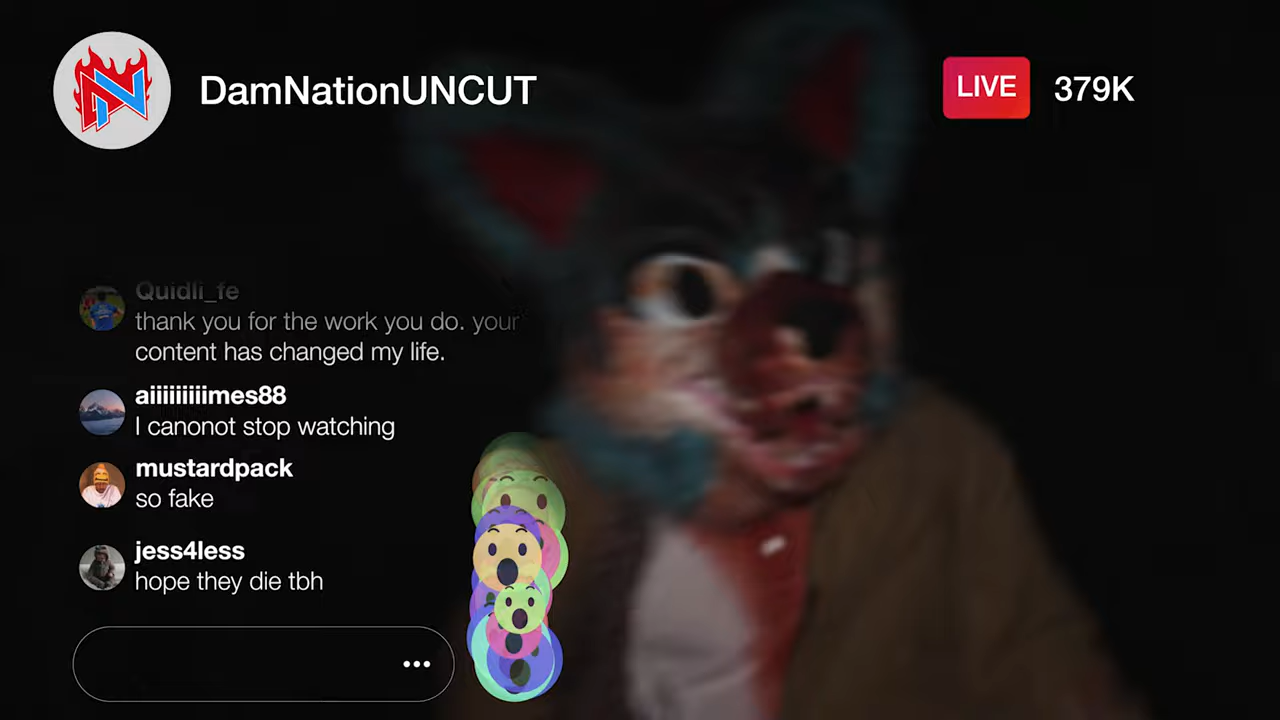 DamNationUNCUT
LIVE
379K
Quidli_fe
thank you for the work you do. your
content has changed my life.
aiiiiiiiiimes88
I canonot stop watching
mustardpack
so fake
jess4less
hope they die tbh
•••